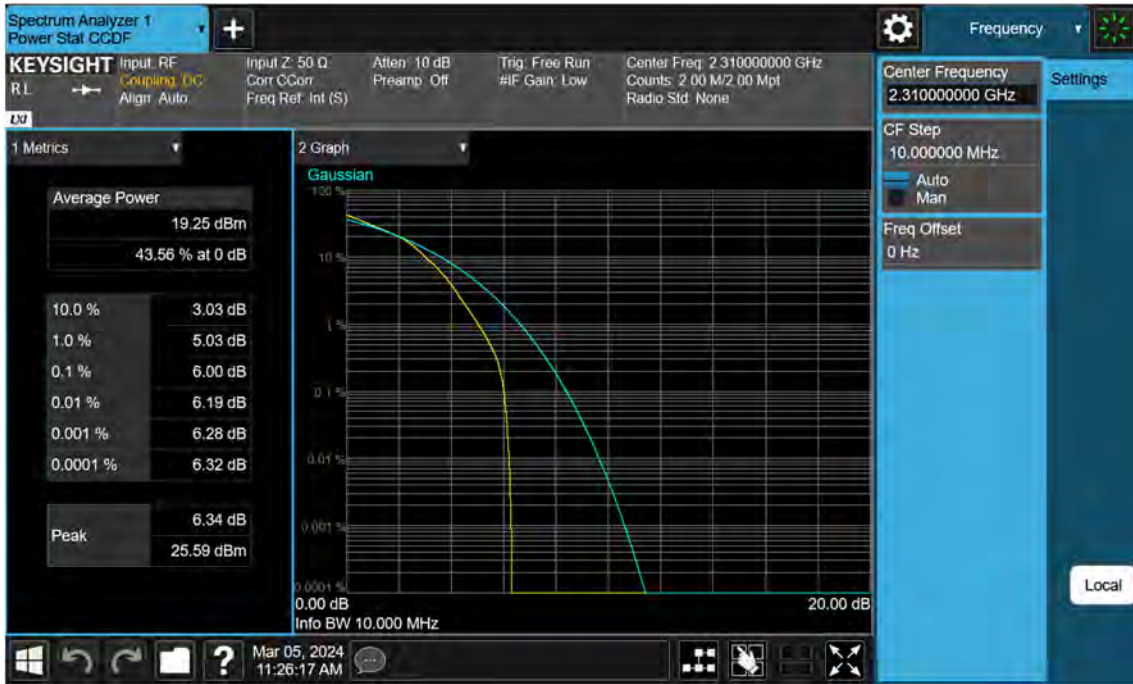 Spectrum Analyzer 1
Power Stat CCDF
+
Frequency
KEYSIGHT
Input: RF
Coupling: DC
Align: Auto
R L
LXI
Input Z: 50 Ω
Corr CCorr
Freq Ref: Int (S)
Atten: 10 dB
Preamp: Off
Trig: Free Run
#IF Gain: Low
Center Freq: 2.310000000 GHz
Counts: 2.00 M/2.00 Mpt
Radio Std: None
Center Frequency
2.310000000 GHz
Settings
CF Step
10.000000 MHz
Auto
Man
Freq Offset
0 Hz
1 Metrics
Average Power
19.25 dBm
43.56 % at 0 dB
10.0 % 3.03 dB
1.0 % 5.03 dB
0.1 % 6.00 dB
0.01 % 6.19 dB
0.001 % 6.28 dB
0.0001 % 6.32 dB
Peak
6.34 dB
25.59 dBm
2 Graph
Gaussian
100 %
10 %
1 %
0.1 %
0.01 %
0.001 %
0.0001 %
0.00 dB 20.00 dB
Info BW 10.000 MHz
Local
?
Mar 05, 2024
11:26:17 AM